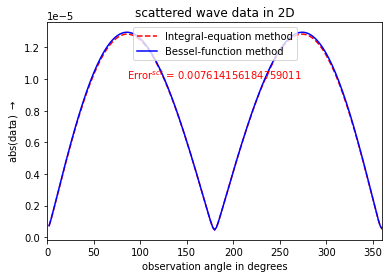 scattered wave data in 2D
1e−5
Integral-equation method
Bessel-function method
Error^sct = 0.007614156184259011
1.2
1.0
0.8
0.6
0.4
0.2
0.0
abs(data) →
0 50 100 150 200 250 300 350
observation angle in degrees